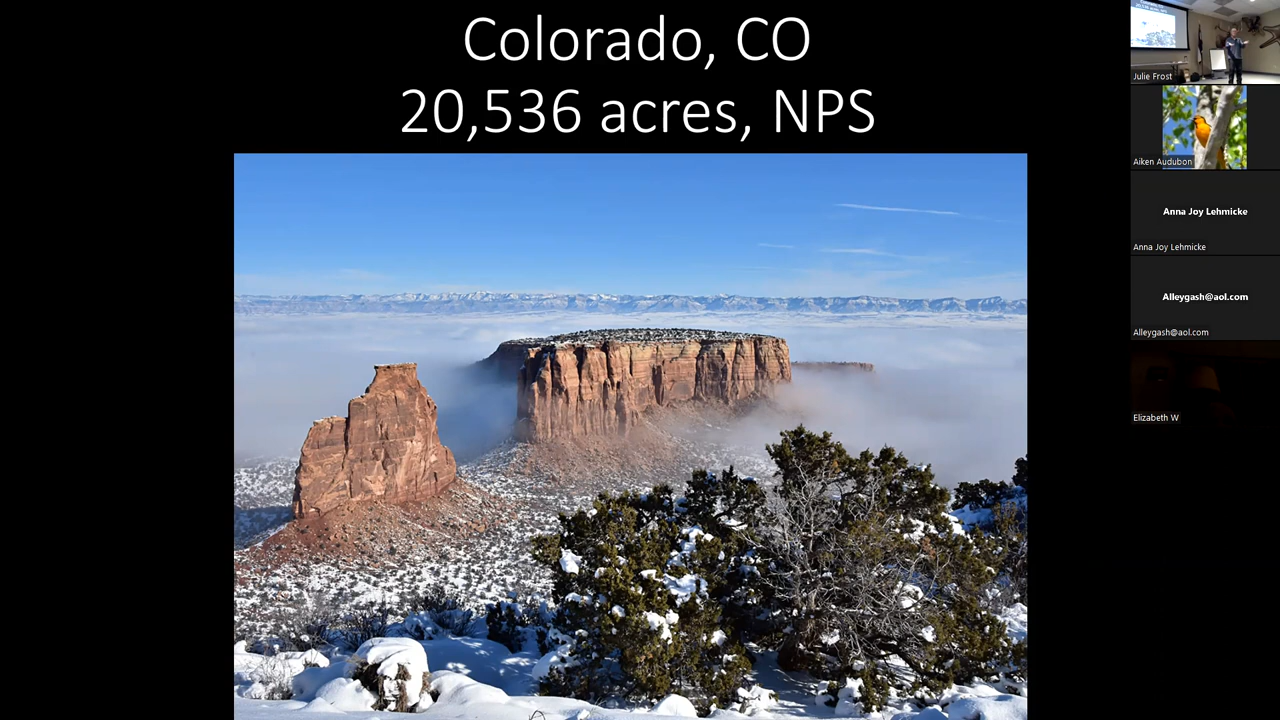 Colorado, CO
20,536 acres, NPS
Julie Frost
Aiken Audubon
Anna Joy Lehmicke
Anna Joy Lehmicke
Alleygash@aol.com
Alleygash@aol.com
Elizabeth W